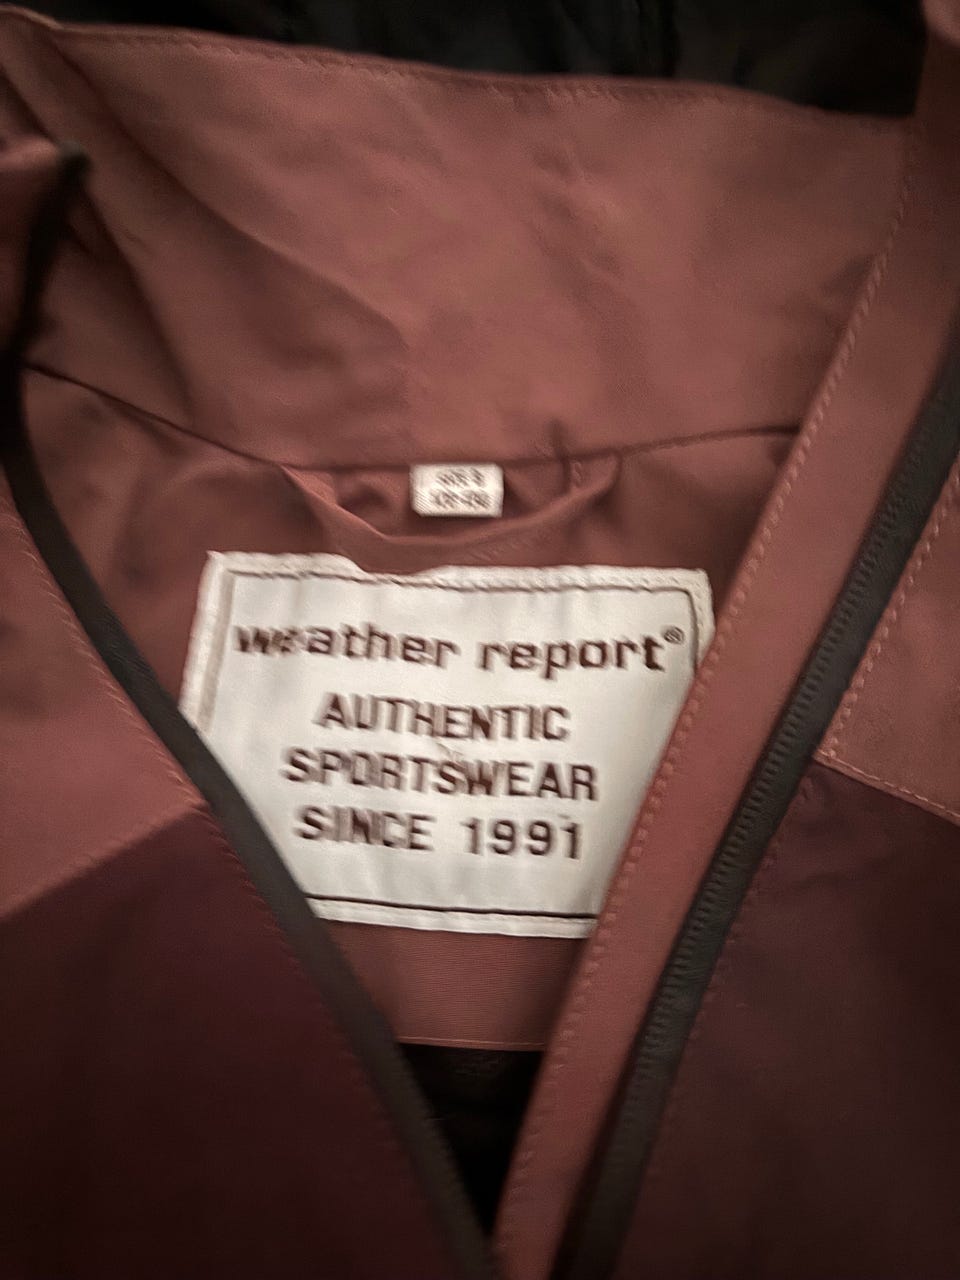 weather report®
AUTHENTIC
SPORTSWEAR
SINCE 1991